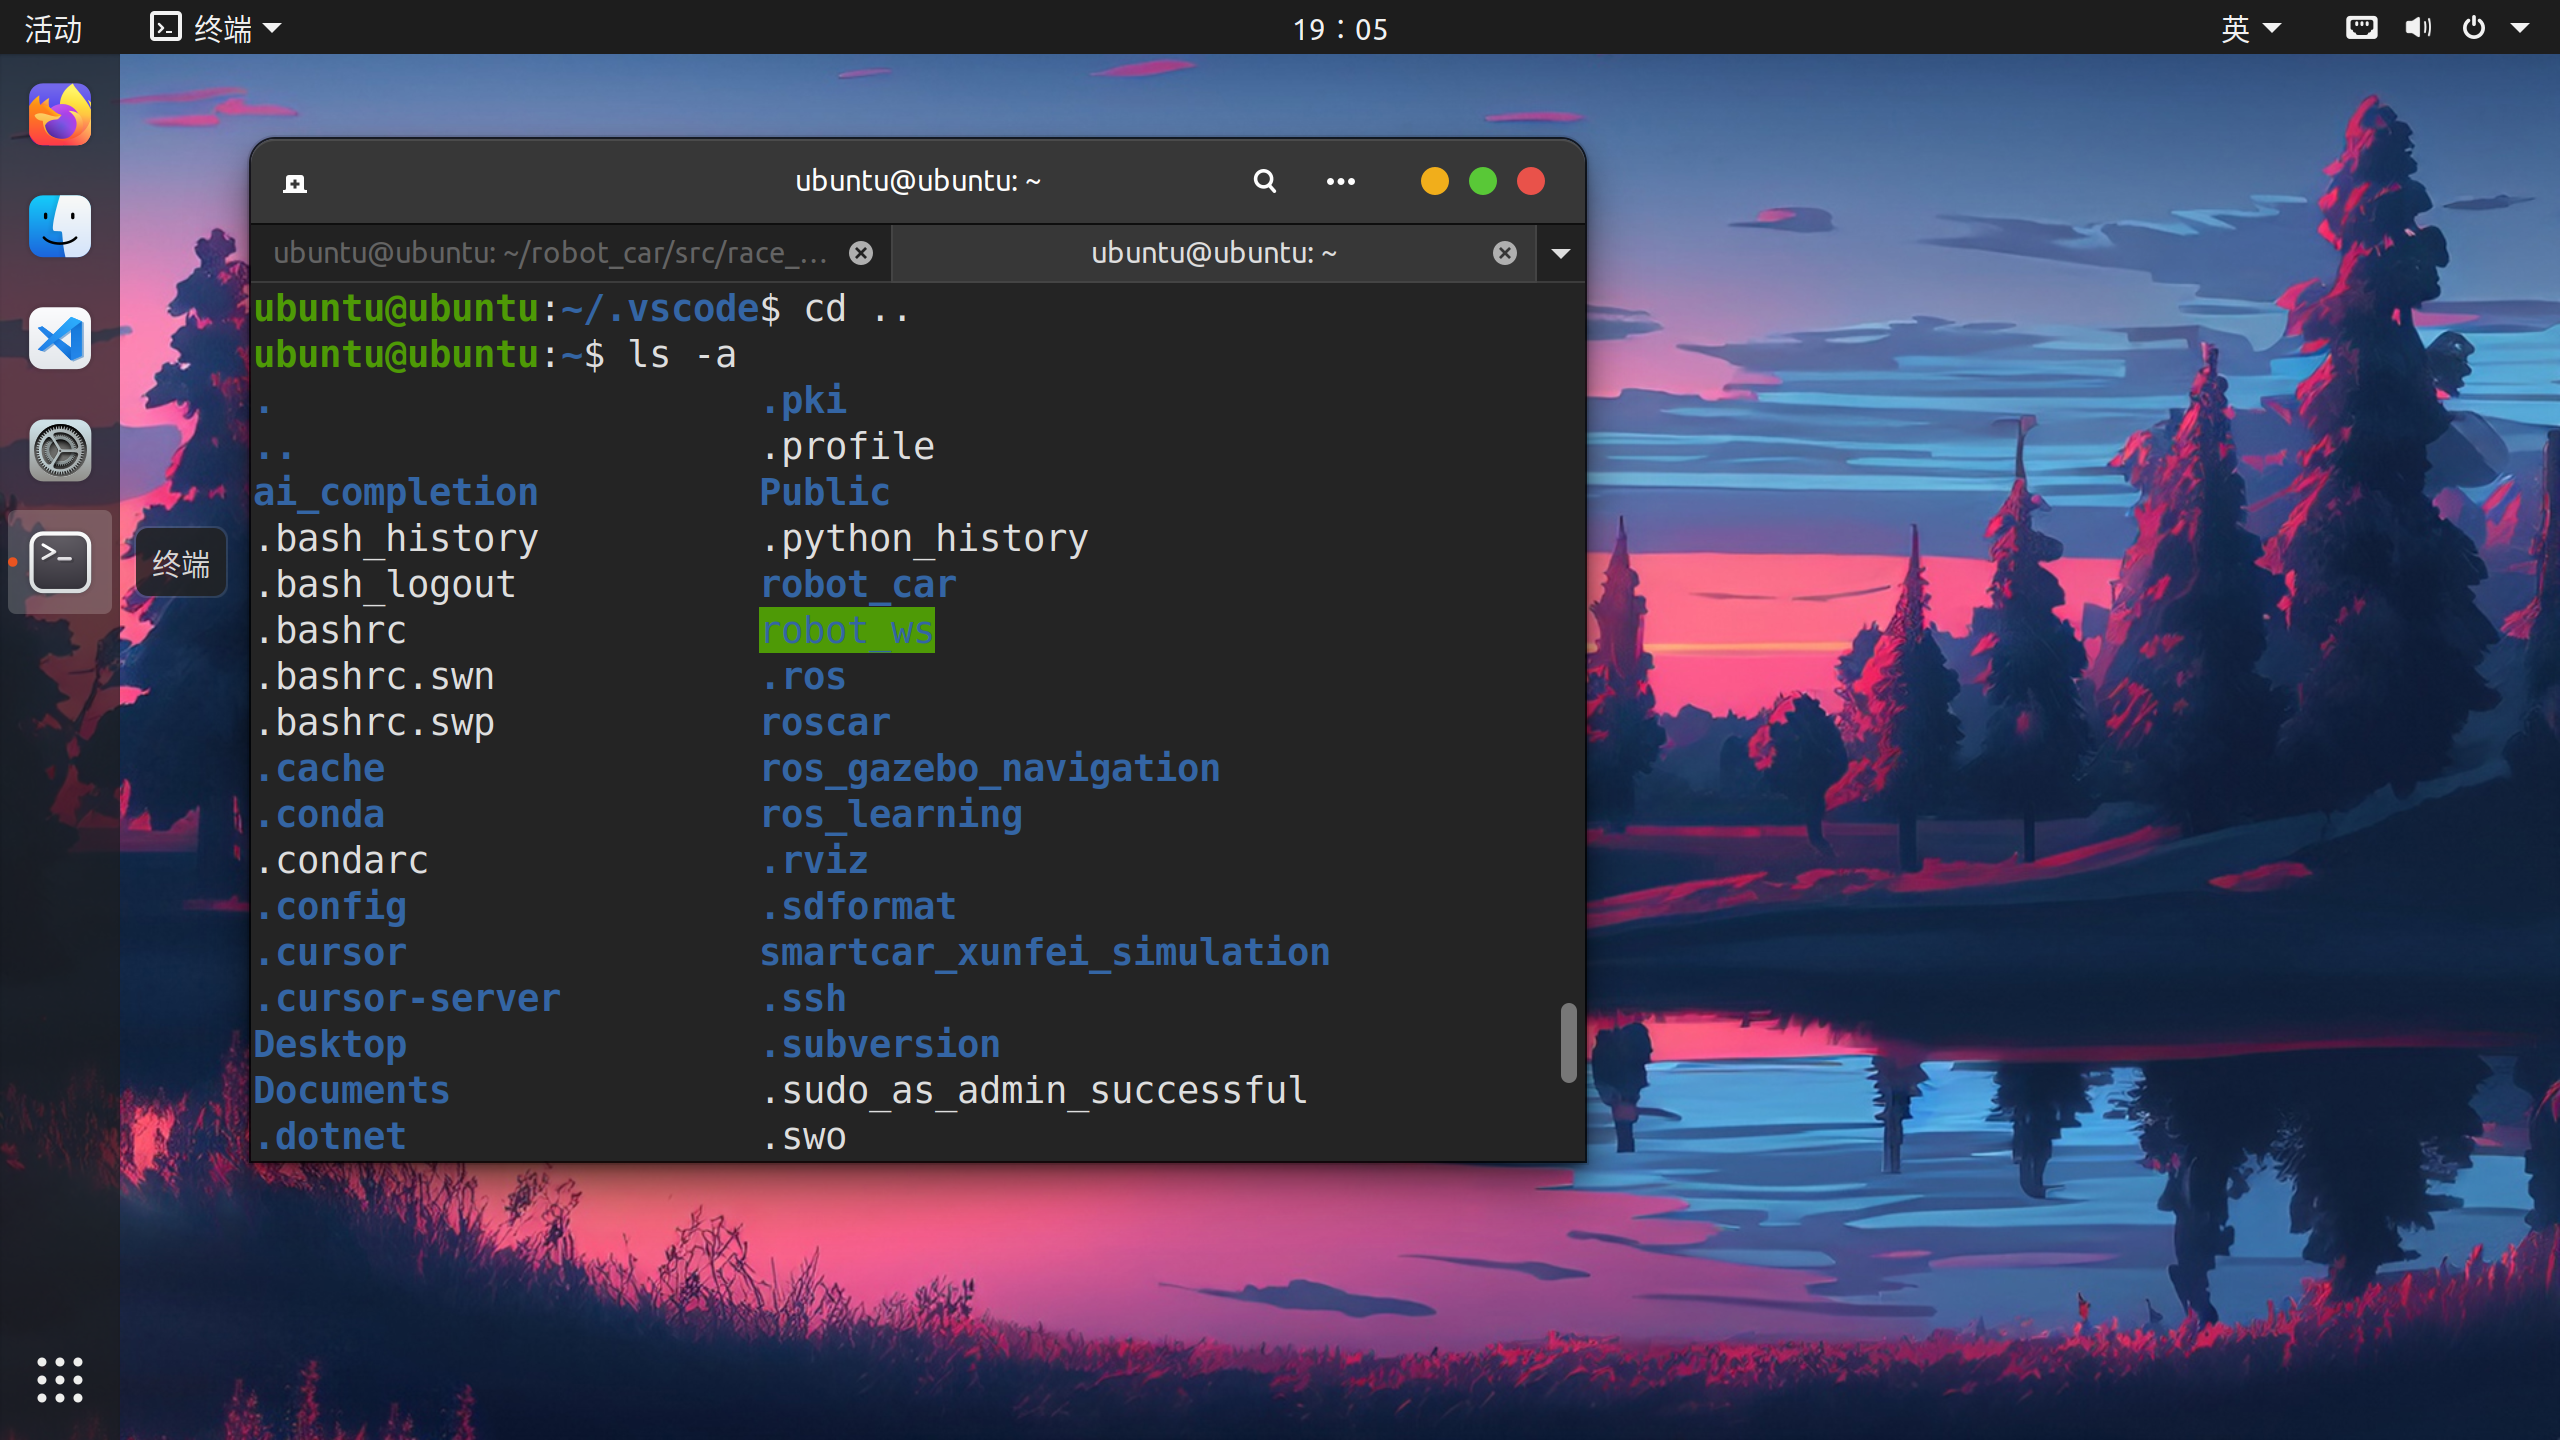 活动 终端 19：05 英
ubuntu@ubuntu: ~
ubuntu@ubuntu: ~/robot_car/src/race_… ubuntu@ubuntu: ~
ubuntu@ubuntu:~/.vscode$ cd ..
ubuntu@ubuntu:~$ ls -a
. .pki
.. .profile
ai_completion Public
.bash_history .python_history
.bash_logout robot_car
.bashrc robot_ws
.bashrc.swn .ros
.bashrc.swp roscar
.cache ros_gazebo_navigation
.conda ros_learning
.condarc .rviz
.config .sdformat
.cursor smartcar_xunfei_simulation
.cursor-server .ssh
Desktop .subversion
Documents .sudo_as_admin_successful
.dotnet .swo
终端